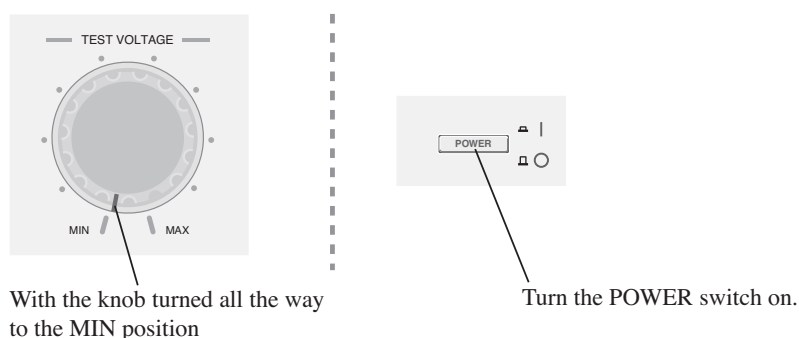 TEST VOLTAGE
MIN
MAX
With the knob turned all the way
to the MIN position
POWER
Turn the POWER switch on.